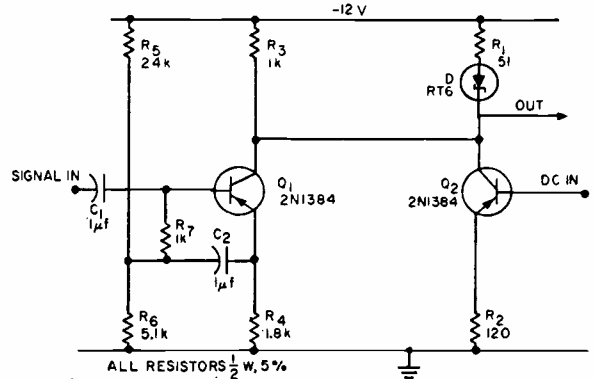 -12 V
R5
24k
R3
1k
R1
51
D
RT6
OUT
SIGNAL IN
C1
1μf
Q1
2N1384
Q2
2N1384
DC IN
R7
1k
C2
1μf
R6
5.1k
R4
1.8k
R2
120
ALL RESISTORS 1/2 W, 5%